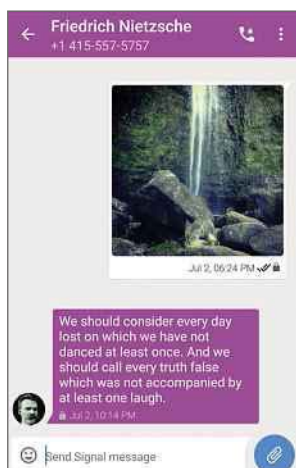 Friedrich Nietzsche
+1 415-557-5757
Jul 2, 06:24 PM
We should consider every day
lost on which we have not
danced at least once. And we
should call every truth false
which was not accompanied by
at least one laugh.
Jul 2, 10:14 PM
Send Signal message